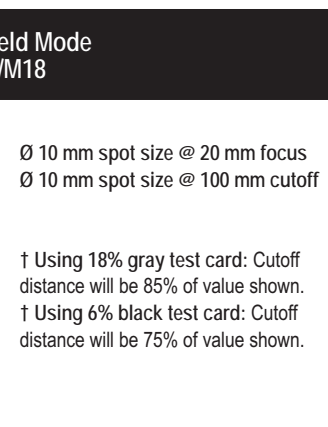 eld Mode
/M18
Ø 10 mm spot size @ 20 mm focus
Ø 10 mm spot size @ 100 mm cutoff
† Using 18% gray test card: Cutoff
distance will be 85% of value shown.
† Using 6% black test card: Cutoff
distance will be 75% of value shown.